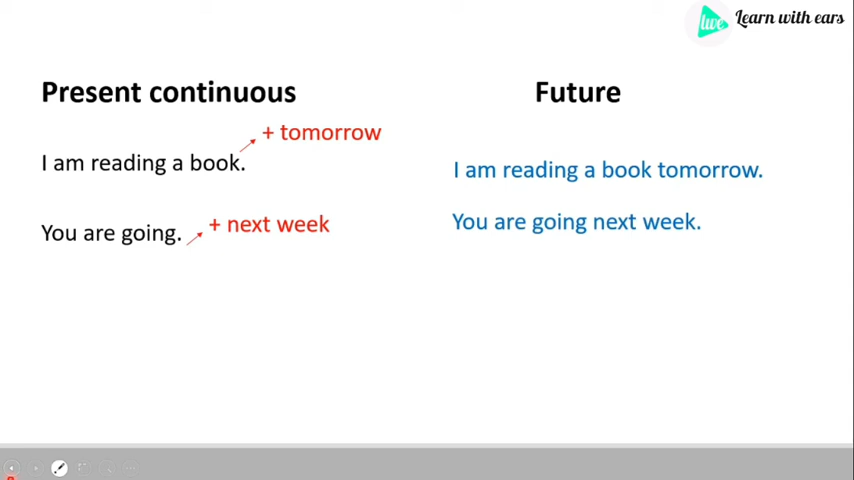 live
Learn with ears
Present continuous
Future
+ tomorrow
I am reading a book.
I am reading a book tomorrow.
+ next week
You are going.
You are going next week.